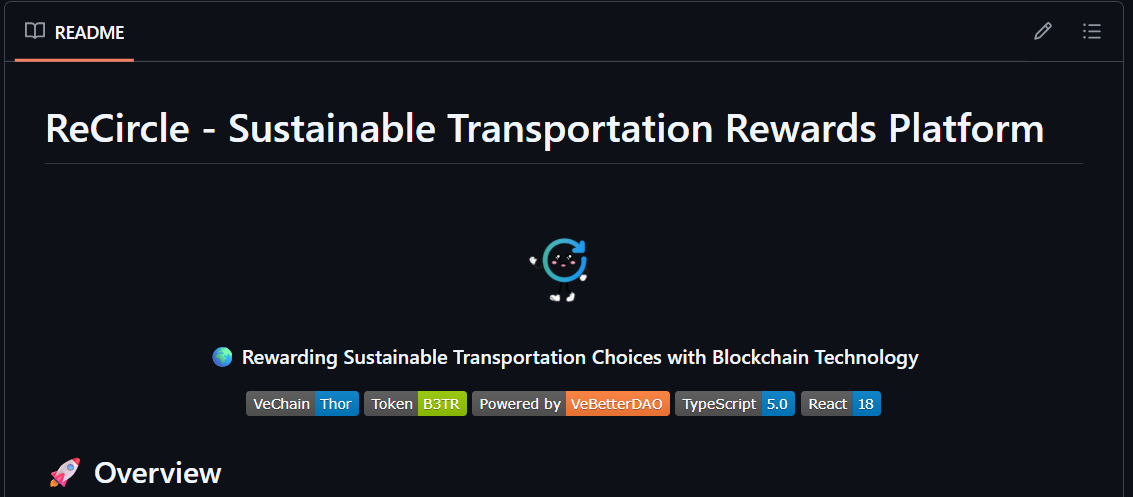 README
ReCircle - Sustainable Transportation Rewards Platform
🌍 Rewarding Sustainable Transportation Choices with Blockchain Technology
VeChain Thor Token B3TR Powered by VeBetterDAO TypeScript 5.0 React 18
🚀 Overview